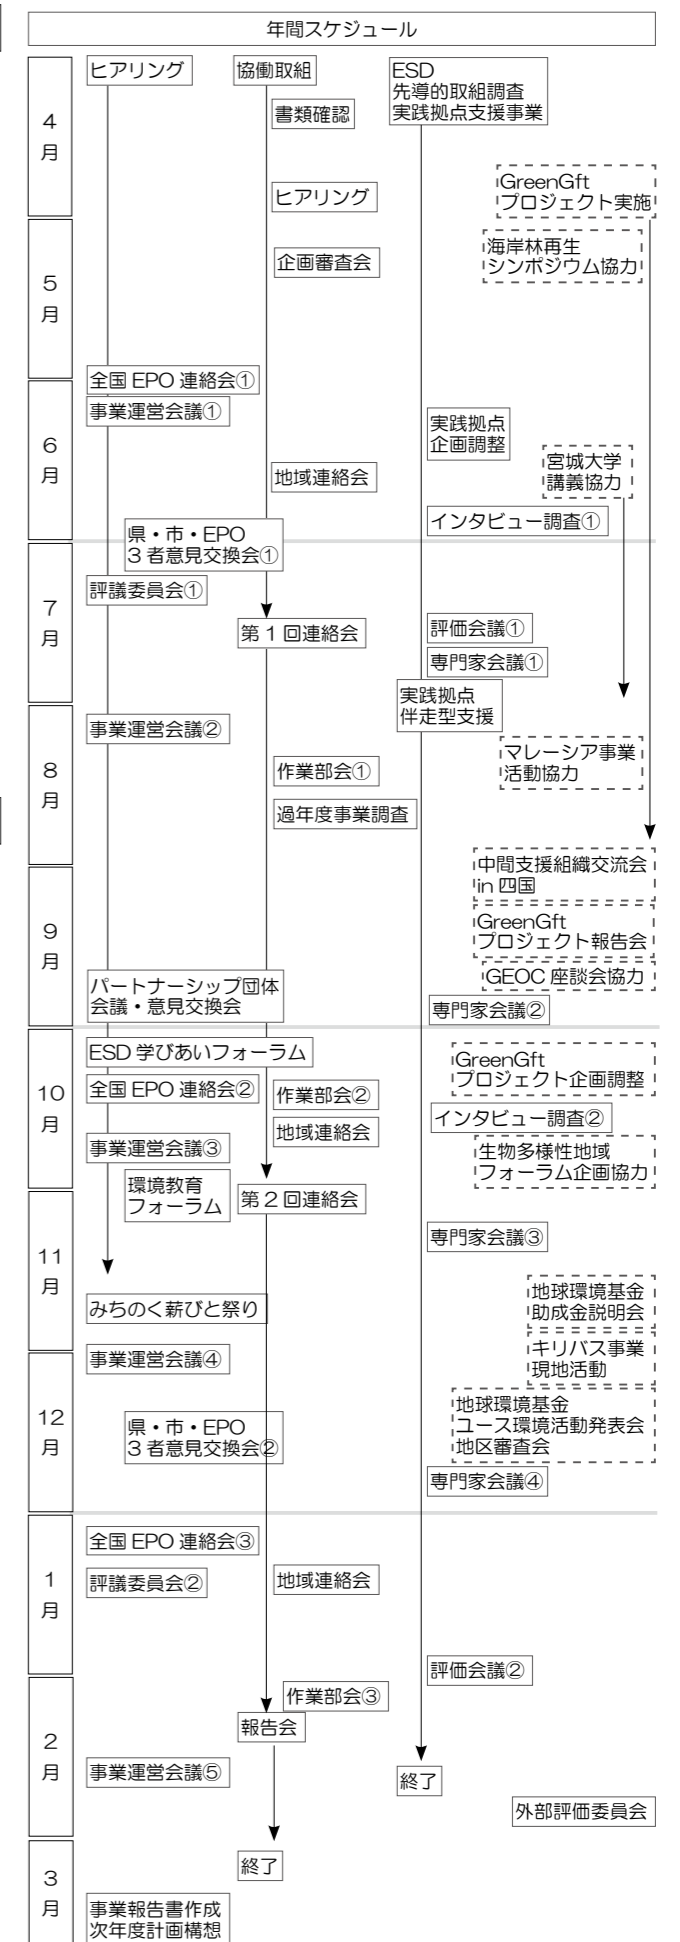 年間スケジュール
4
月
ヒアリング
協働取組
ESD
先導的取組調査
実践拠点支援事業
書類確認
ヒアリング
GreenGft
プロジェクト実施
5
月
企画審査会
海岸林再生
シンポジウム協力
全国 EPO 連絡会①
6
月
事業運営会議①
実践拠点
企画調整
地域連絡会
宮城大学
講義協力
インタビュー調査①
県・市・EPO
3 者意見交換会①
7
月
評議委員会①
第 1 回連絡会
評価会議①
専門家会議①
実践拠点
伴走型支援
8
月
事業運営会議②
作業部会①
過年度事業調査
マレーシア事業
活動協力
中間支援組織交流会
in 四国
9
月
GreenGft
プロジェクト報告会
GEOC 座談会協力
パートナーシップ団体
会議・意見交換会
専門家会議②
10
月
ESD 学びあいフォーラム
全国 EPO 連絡会②
作業部会②
地域連絡会
GreenGft
プロジェクト企画調整
インタビュー調査②
事業運営会議③
生物多様性地域
フォーラム企画協力
環境教育
フォーラム
第 2 回連絡会
11
月
専門家会議③
みちのく薪びと祭り
地球環境基金
助成金説明会
事業運営会議④
キリバス事業
現地活動
12
月
県・市・EPO
3 者意見交換会②
地球環境基金
ユース環境活動発表会
地区審査会
専門家会議④
1
月
全国 EPO 連絡会③
評議委員会②
地域連絡会
評価会議②
2
月
作業部会③
報告会
事業運営会議⑤
終了
外部評価委員会
3
月
終了
事業報告書作成
次年度計画構想